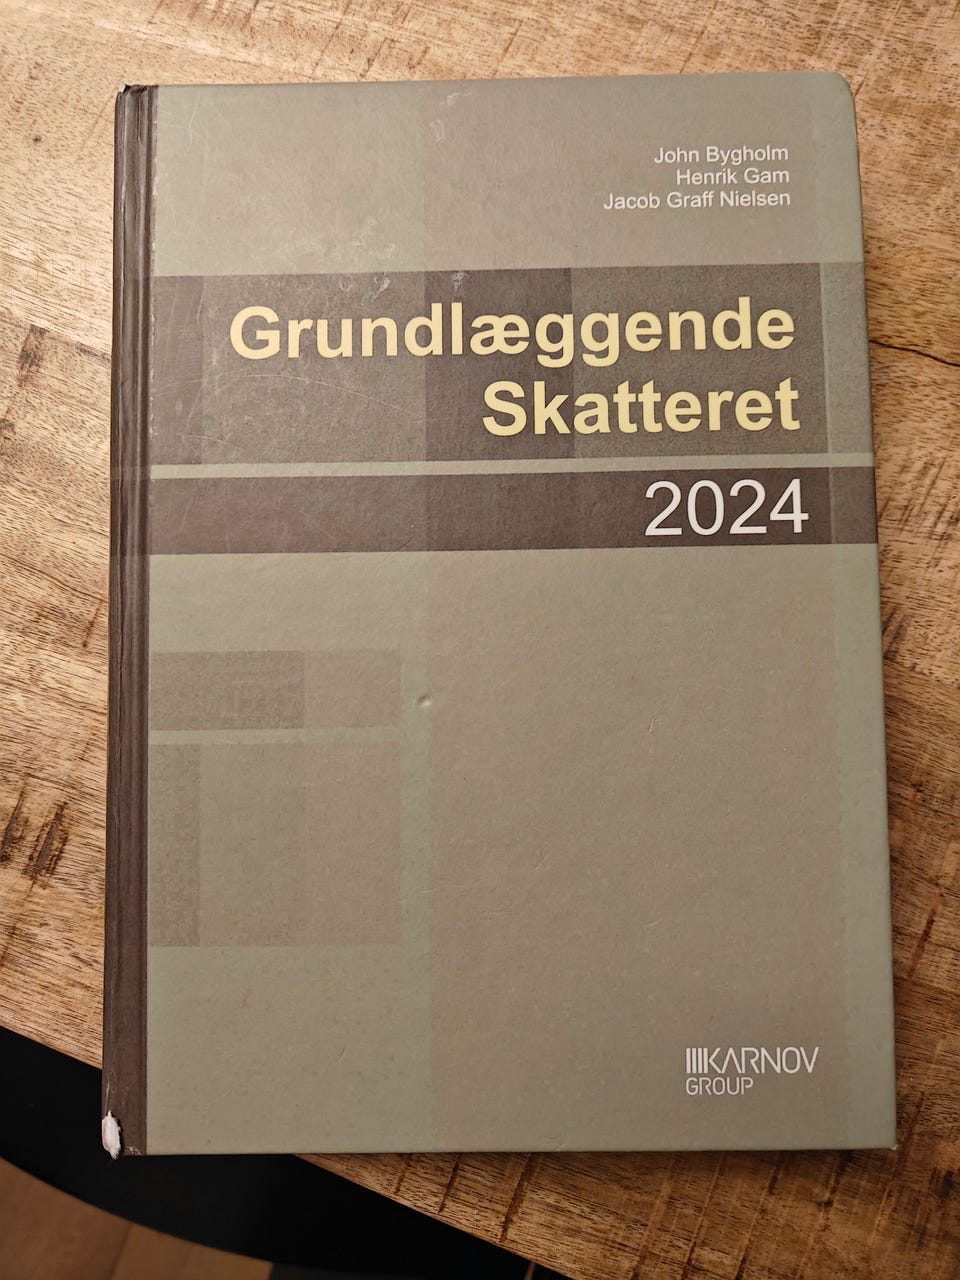 John Bygholm
Henrik Gam
Jacob Graff Nielsen
Grundlæggende
Skatteret
2024
KARNOV
GROUP